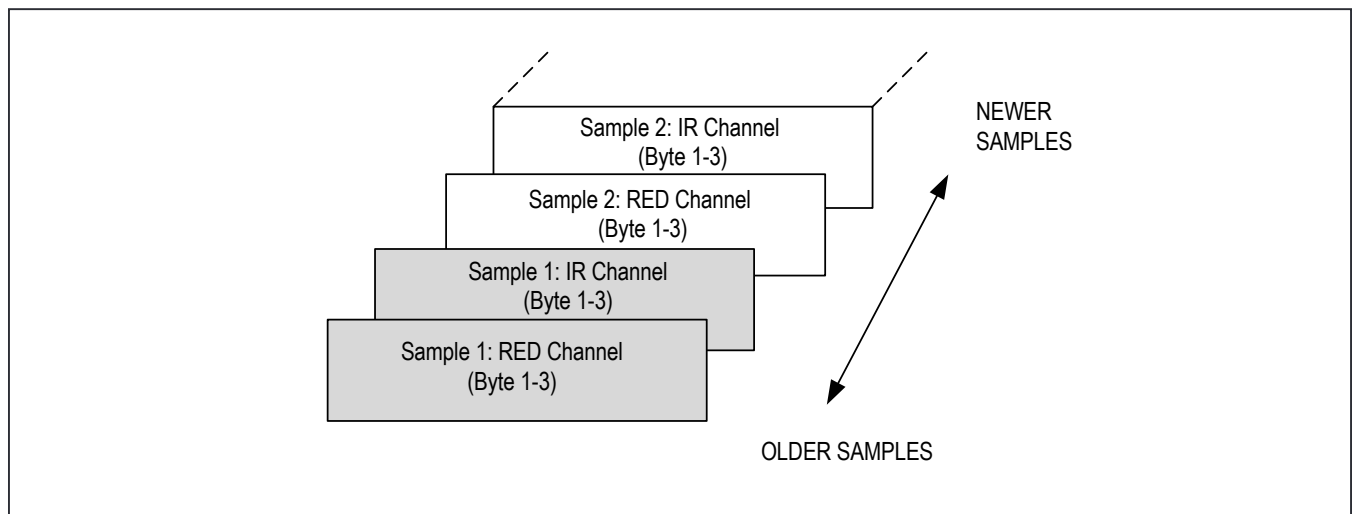 Sample 2: IR Channel
(Byte 1-3)
NEWER
SAMPLES
Sample 2: RED Channel
(Byte 1-3)
Sample 1: IR Channel
(Byte 1-3)
Sample 1: RED Channel
(Byte 1-3)
OLDER SAMPLES